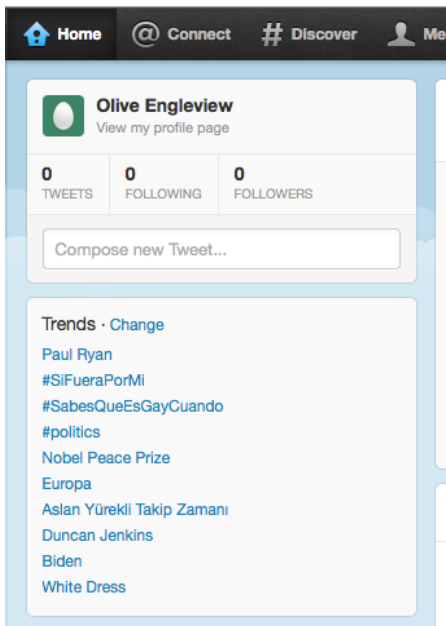 Home @ Connect # Discover Me
Olive Engleview
View my profile page
0 0 0
TWEETS FOLLOWING FOLLOWERS
Compose new Tweet...
Trends · Change
Paul Ryan
#SiFueraPorMi
#SabesQueEsGayCuando
#politics
Nobel Peace Prize
Europa
Aslan Yürekli Takip Zamanı
Duncan Jenkins
Biden
White Dress